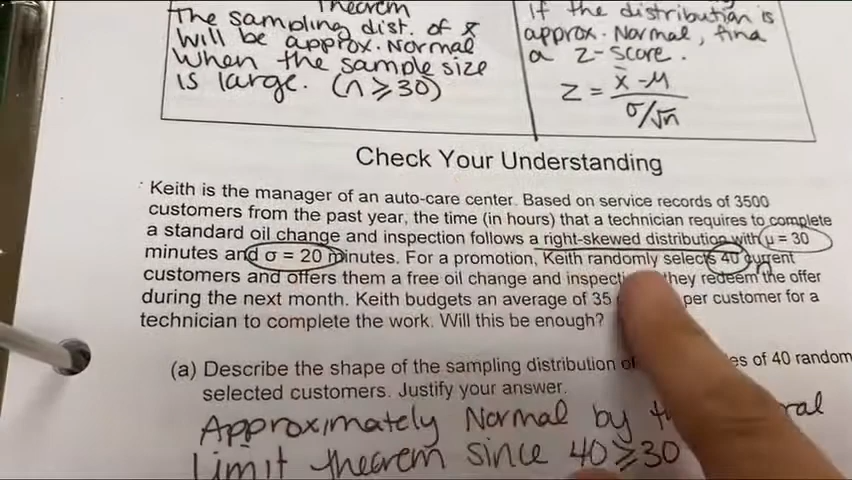 Theorem
The sampling dist. of x̄
will be approx. Normal
when the sample size
is large. (n ≥ 30)
If the distribution is
approx. Normal, find
a z-score.
z = x̄ - μ
σ/√n
Check Your Understanding
Keith is the manager of an auto-care center. Based on service records of 3500
customers from the past year, the time (in hours) that a technician requires to complete
a standard oil change and inspection follows a right-skewed distribution with μ = 30
minutes and σ = 20 minutes. For a promotion, Keith randomly selects 40 current
n
customers and offers them a free oil change and inspection they redeem the offer
during the next month. Keith budgets an average of 35 per customer for a
technician to complete the work. Will this be enough?
(a) Describe the shape of the sampling distribution of of 40 random
selected customers. Justify your answer.
Approximately Normal by
Limit theorem since 40 ≥ 30